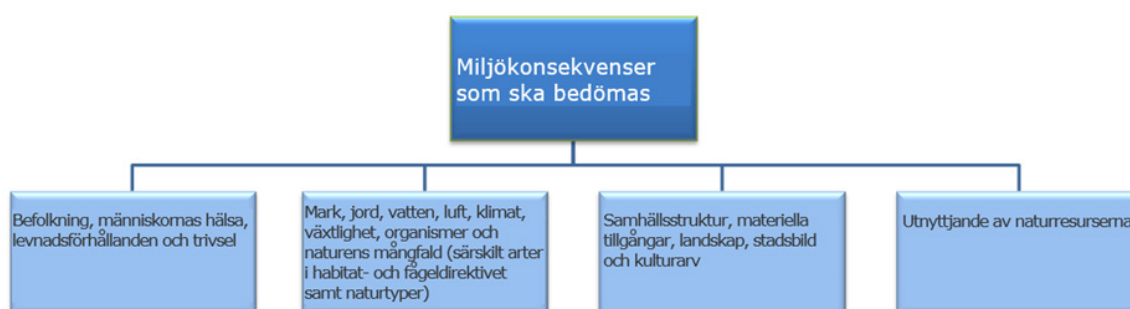 Miljökonsekvenser
som ska bedömas
Befolkning, människornas hälsa,
levnadsförhållanden och trivsel
Mark, jord, vatten, luft, klimat,
växtlighet, organismer och
naturens mångfald (särskilt arter
i habitat- och fågeldirektivet
samt naturtyper)
Samhällsstruktur, materiella
tillgångar, landskap, stadsbild
och kulturarv
Utnyttjande av naturresurserna